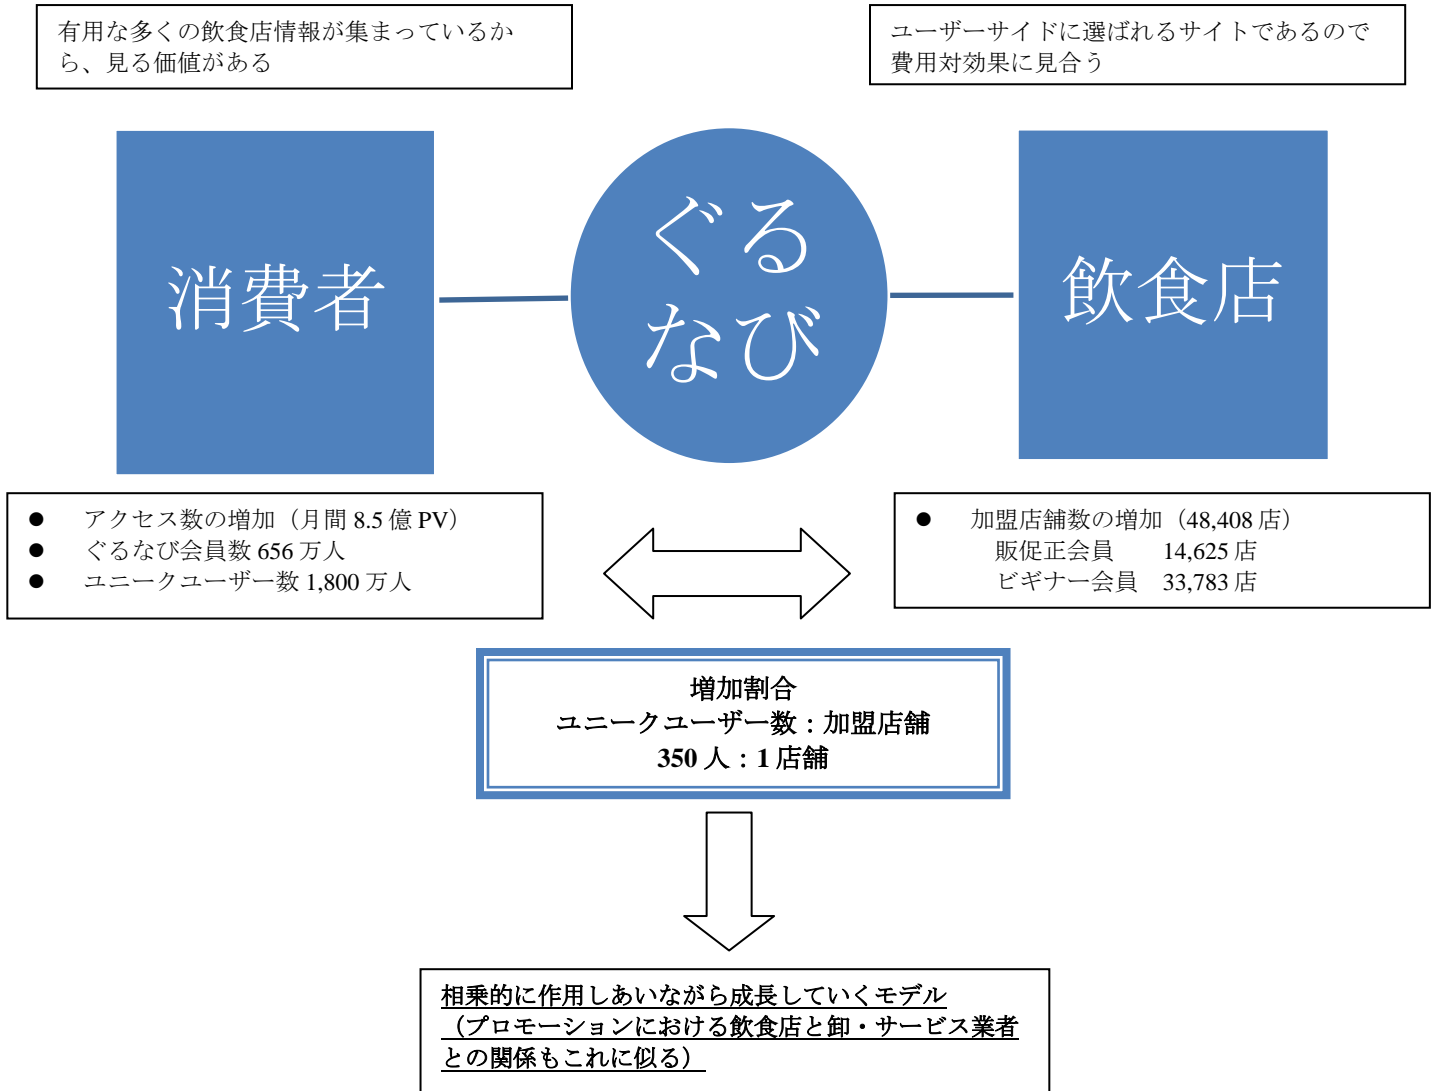 有用な多くの飲食店情報が集まっているか
ら、見る価値がある
ユーザーサイドに選ばれるサイトであるので
費用対効果に見合う
消費者
ぐる
なび
飲食店
● アクセス数の増加（月間 8.5 億 PV）
● ぐるなび会員数 656 万人
● ユニークユーザー数 1,800 万人
● 加盟店舗数の増加（48,408 店）
販促正会員 14,625 店
ビギナー会員 33,783 店
増加割合
ユニークユーザー数：加盟店舗
350 人：1 店舗
相乗的に作用しあいながら成長していくモデル
（プロモーションにおける飲食店と卸・サービス業者
との関係もこれに似る）